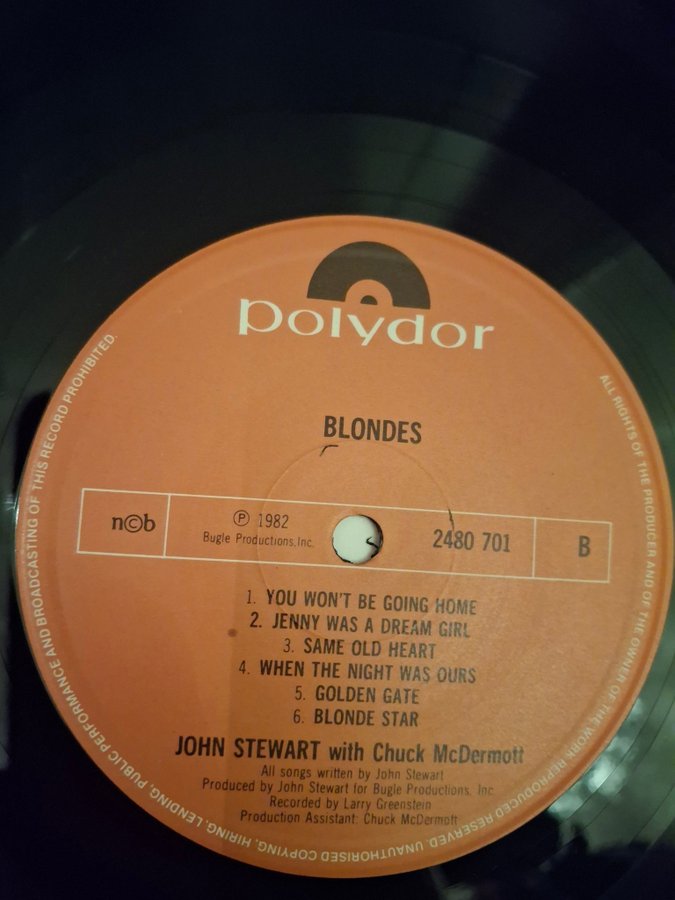 polydor
BLONDES
n©b
℗ 1982
Bugle Productions, Inc.
2480 701
B
1. YOU WON'T BE GOING HOME
2. JENNY WAS A DREAM GIRL
3. SAME OLD HEART
4. WHEN THE NIGHT WAS OURS
5. GOLDEN GATE
6. BLONDE STAR
JOHN STEWART with Chuck McDermott
All songs written by John Stewart
Produced by John Stewart for Bugle Productions, Inc
Recorded by Larry Greenstein
Production Assistant: Chuck McDermott
ALL RIGHTS OF THE PRODUCER AND OF THE OWNER OF THE WORK REPRODUCED RESERVED. UNAUTHORISED COPYING, HIRING, LENDING, PUBLIC PERFORMANCE AND BROADCASTING OF THIS RECORD PROHIBITED.